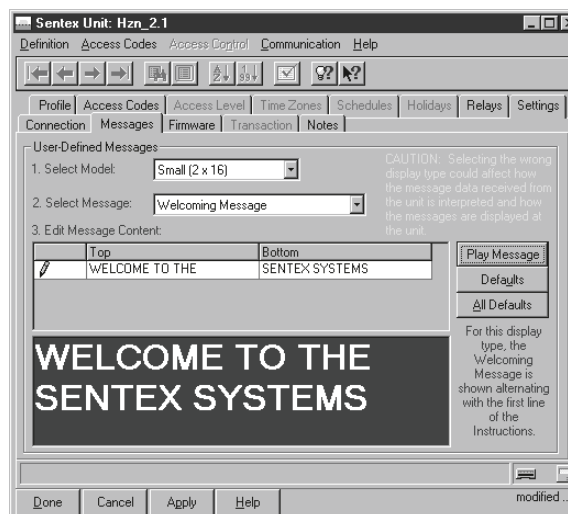 Sentex Unit: Hzn_2.1
Definition Access Codes Access Control Communication Help
Profile Access Codes Access Level Time Zones Schedules Holidays Relays Settings
Connection Messages Firmware Transaction Notes
User-Defined Messages
1. Select Model: Small (2 x 16)
2. Select Message: Welcoming Message
CAUTION: Selecting the wrong
display type could affect how
the message data received from
the unit is interpreted and how
the messages are displayed at
the unit.
3. Edit Message Content:
Top Bottom
WELCOME TO THE SENTEX SYSTEMS
Play Message
Defaults
All Defaults
WELCOME TO THE
SENTEX SYSTEMS
For this display
type, the
Welcoming
Message is
shown alternating
with the first line
of the
Instructions.
Done Cancel Apply Help
modified ..